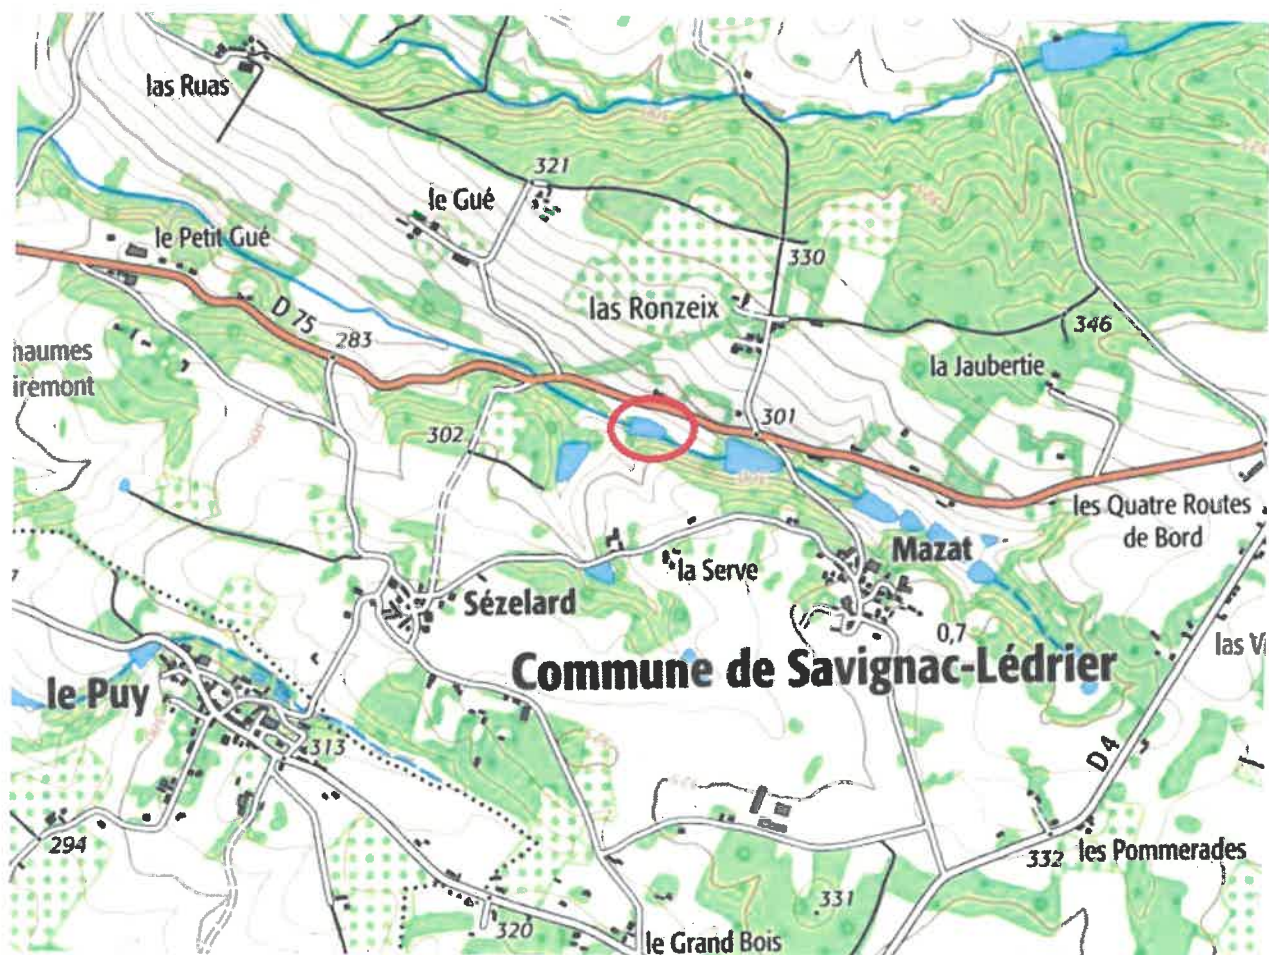 las Ruas
321
le Gué
le Petit Gué
330
las Ronzeix
D 75
283
346
haumes
iremont
la Jaubertie
301
302
les Quatre Routes
de Bord
Mazat
la Serve
Sézelard
0,7
las V
Commune de Savignac-Lédrier
le Puy
313
D 4
294
332
les Pommerades
331
320
le Grand Bois